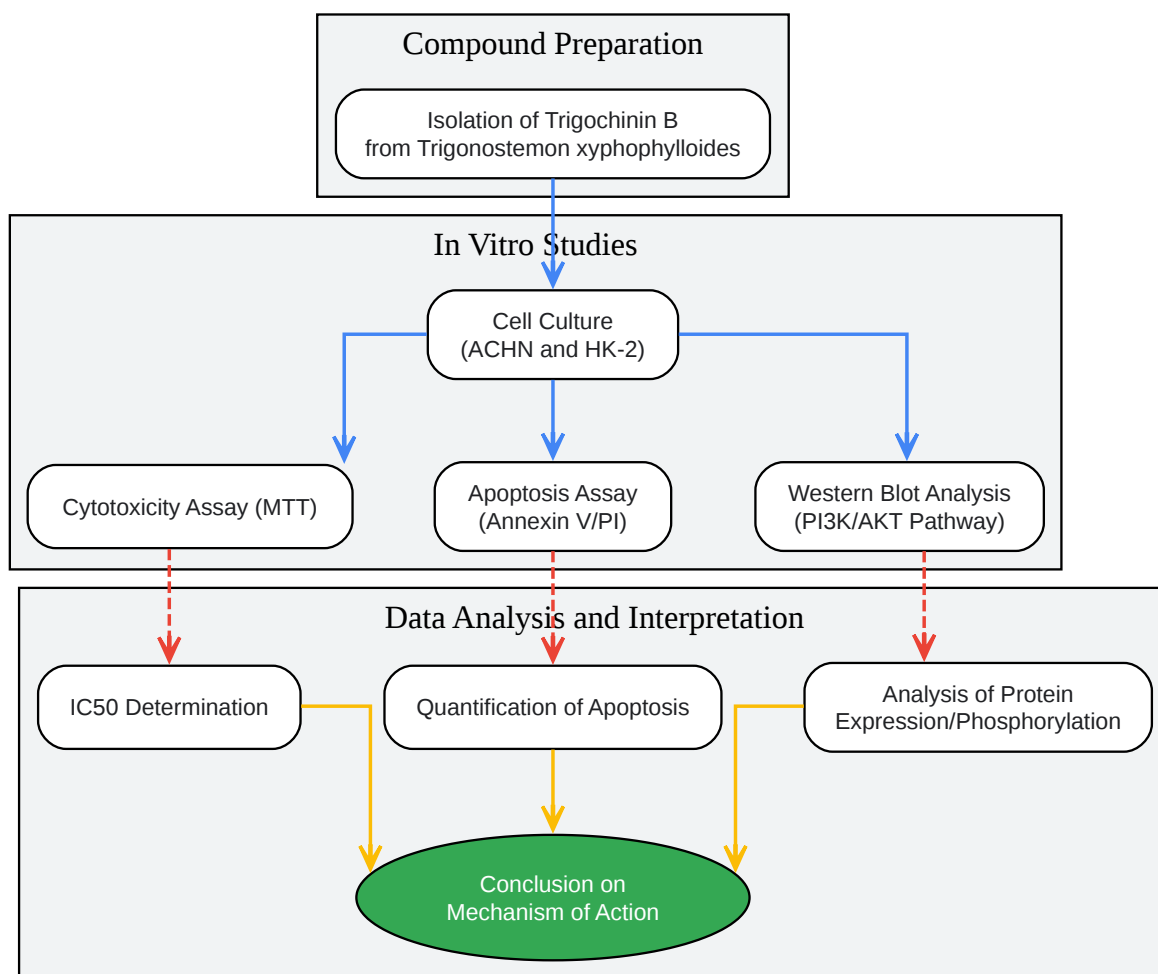 Compound Preparation
Isolation of Trigochinin B
from Trigonostemon xyphophylloides
In Vitro Studies
Cell Culture
(ACHN and HK-2)
Cytotoxicity Assay (MTT)
Apoptosis Assay
(Annexin V/PI)
Western Blot Analysis
(PI3K/AKT Pathway)
Data Analysis and Interpretation
IC50 Determination
Quantification of Apoptosis
Analysis of Protein
Expression/Phosphorylation
Conclusion on
Mechanism of Action